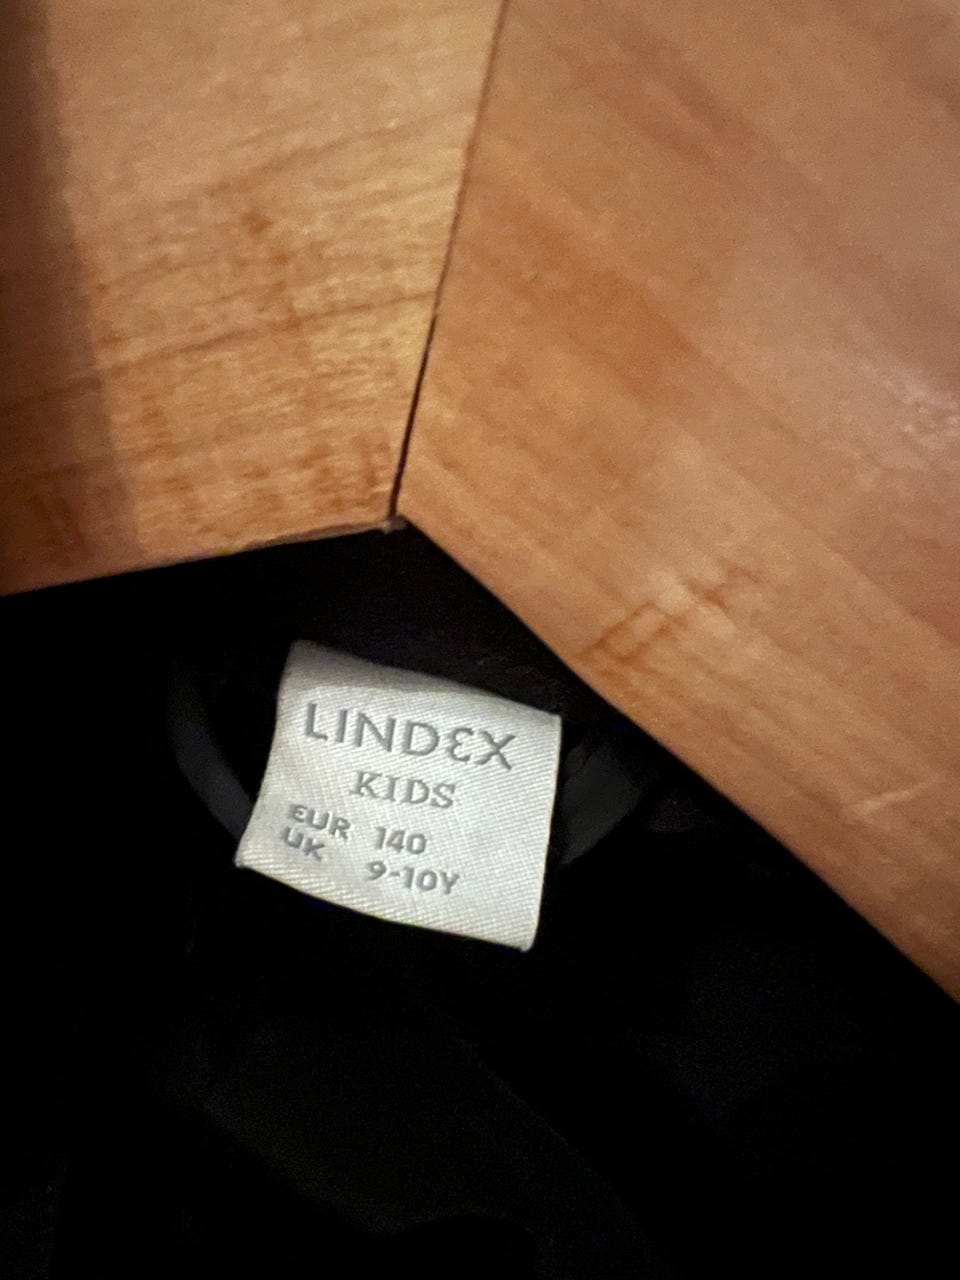 LINDEX
KIDS
EUR 140
UK 9-10Y